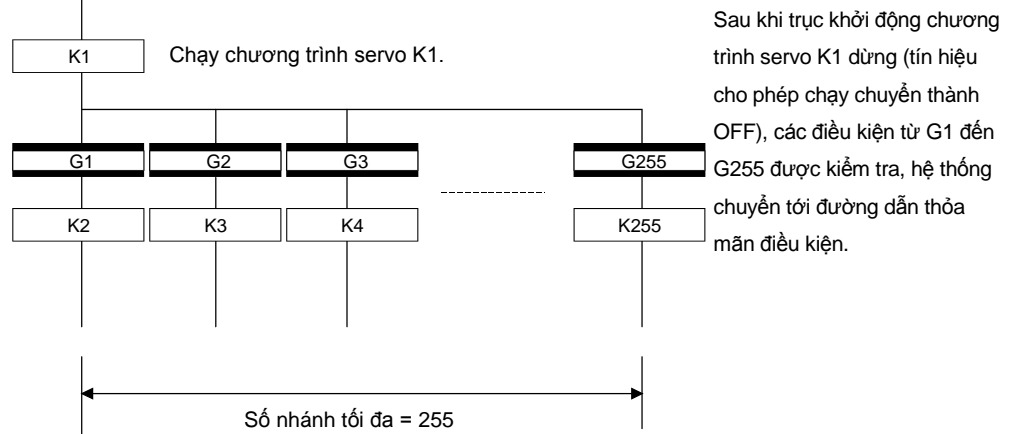 K1
Chạy chương trình servo K1.
Sau khi trục khởi động chương
trình servo K1 dừng (tín hiệu
cho phép chạy chuyển thành
OFF), các điều kiện từ G1 đến
G255 được kiểm tra, hệ thống
chuyển tới đường dẫn thỏa
mãn điều kiện.
G1
G2
G3
G255
K2
K3
K4
K255
Số nhánh tối đa = 255